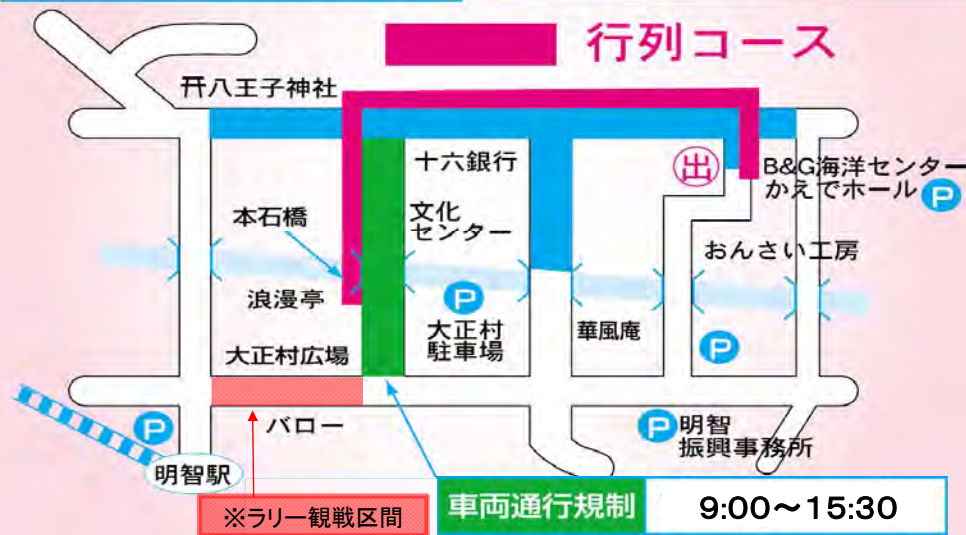 行列コース
八王子神社
十六銀行
出
B&G海洋センター
かえでホール
P
文化
センター
本石橋
おんさい工房
浪漫亭
P
大正村
駐車場
華風庵
P
大正村広場
バロー
P
P
明智
振興事務所
明智駅
※ラリー観戦区間
車両通行規制
9:00～15:30